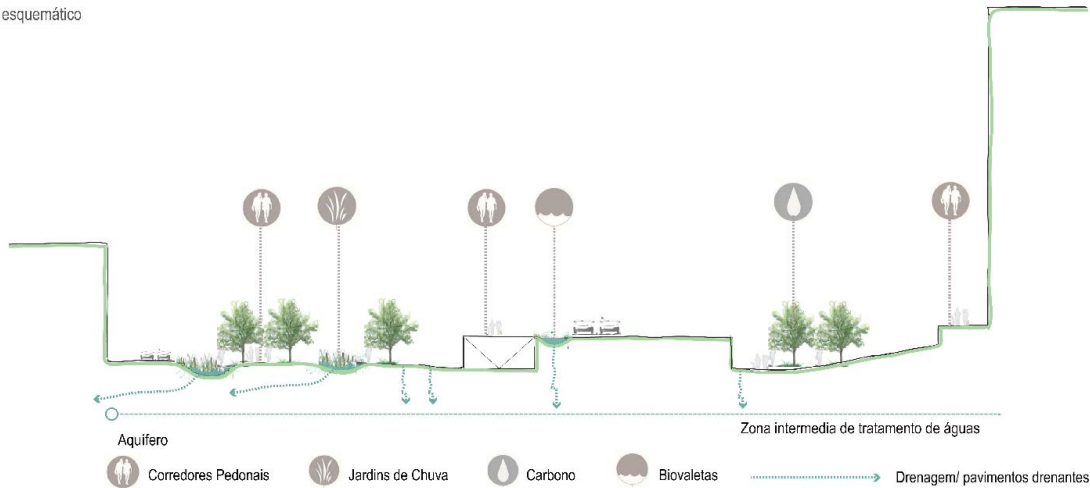 esquemático
Zona intermedia de tratamento de águas
Aquífero
Corredores Pedonais
Jardins de Chuva
Carbono
Biovaletas
Drenagem/ pavimentos drenantes